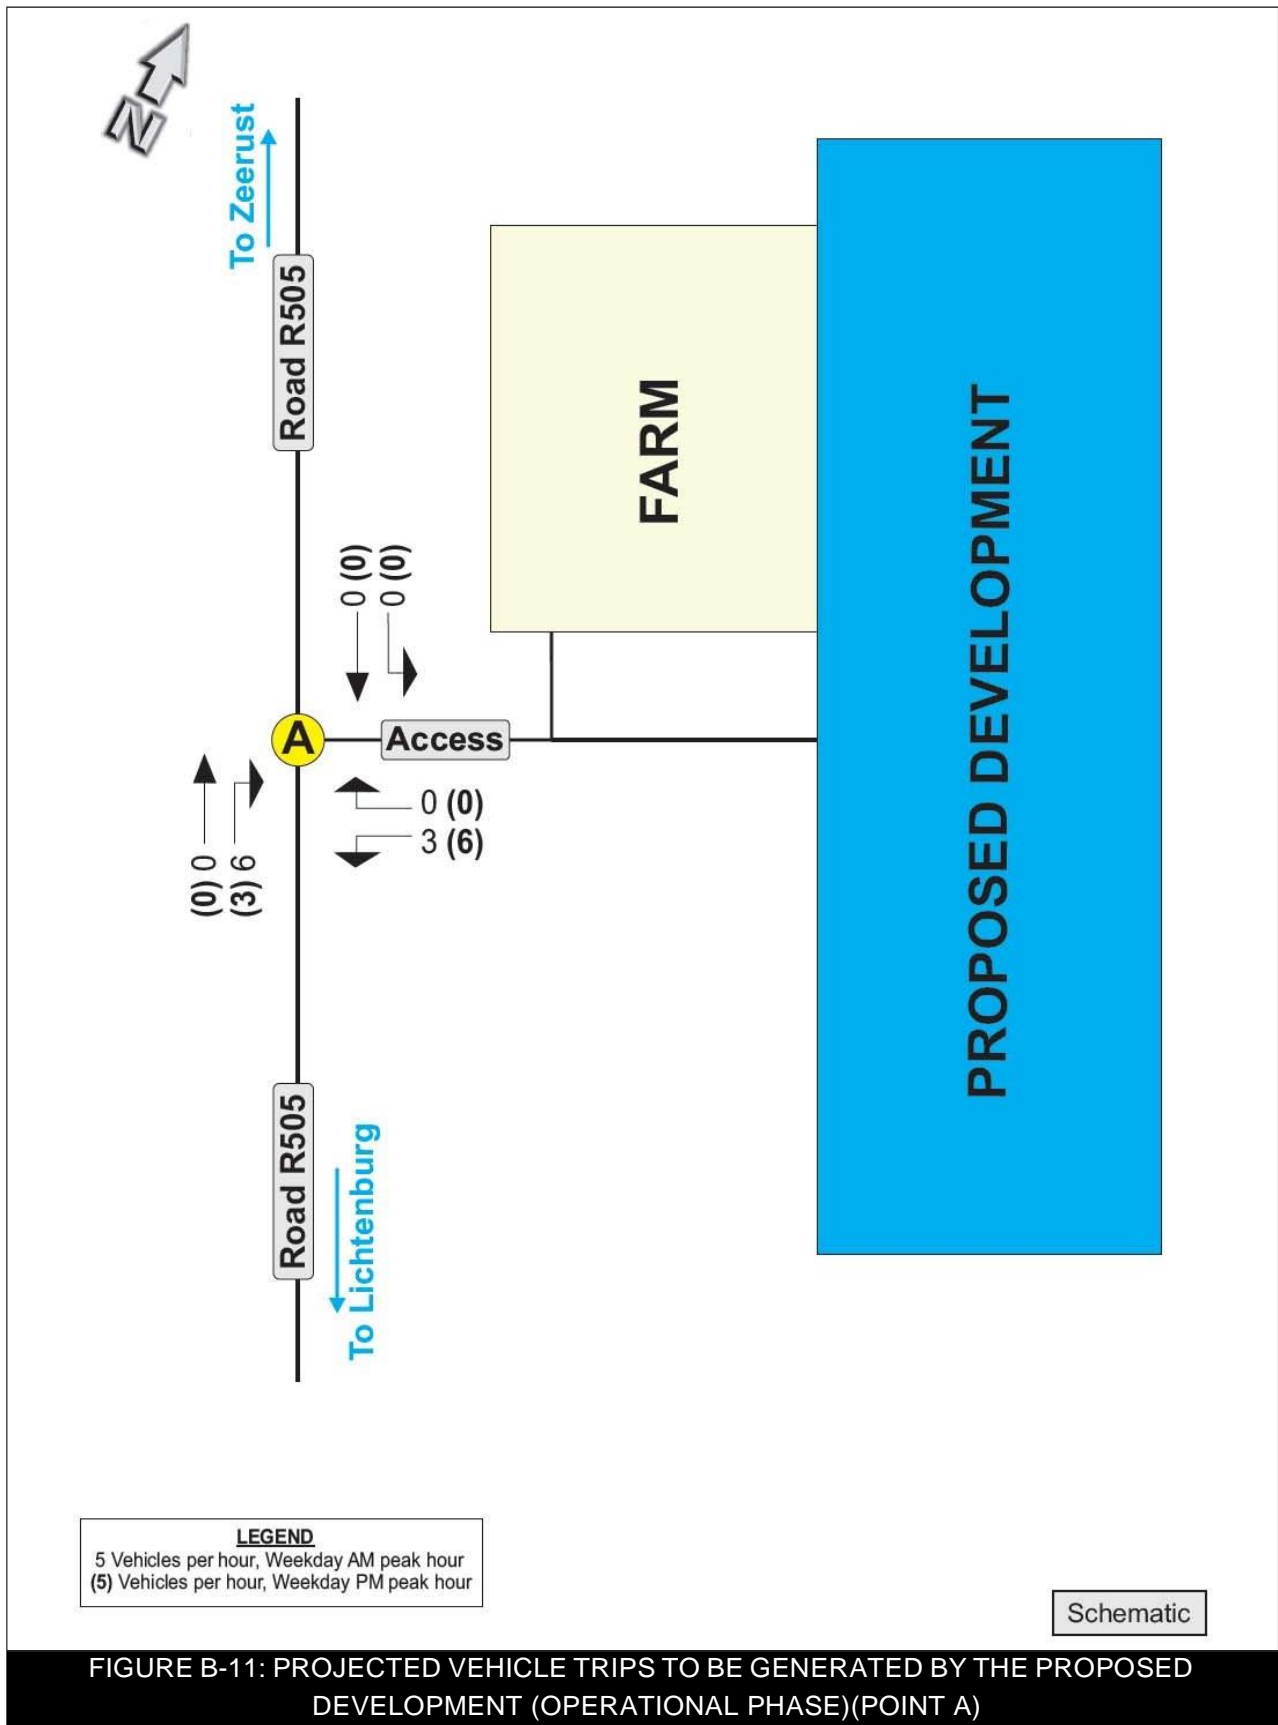 N
To Zeerust
Road R505
FARM
PROPOSED DEVELOPMENT
0 (0)
0 (0)
A
Access
0 (0)
3 (6)
(0) 0
(3) 6
Road R505
To Lichtenburg
LEGEND
5 Vehicles per hour, Weekday AM peak hour
(5) Vehicles per hour, Weekday PM peak hour
Schematic
FIGURE B-11: PROJECTED VEHICLE TRIPS TO BE GENERATED BY THE PROPOSED
DEVELOPMENT (OPERATIONAL PHASE)(POINT A)